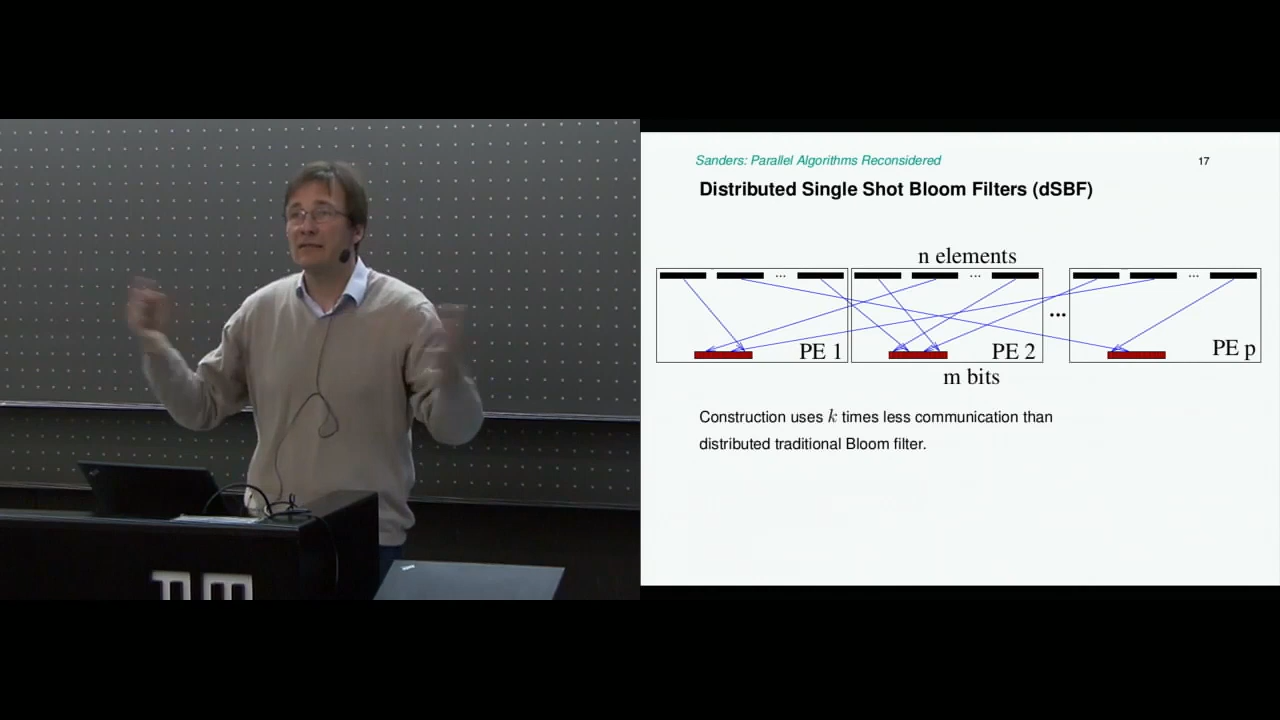 Sanders: Parallel Algorithms Reconsidered 17
Distributed Single Shot Bloom Filters (dSBF)
n elements
... ... ...
...
PE 1 PE 2 PE p
m bits
Construction uses k times less communication than
distributed traditional Bloom filter.